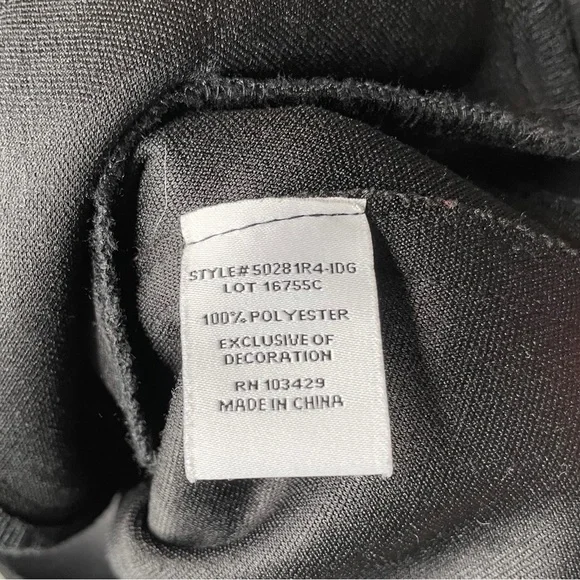 STYLE# 50281R4-IDG
LOT 16755C
100% POLYESTER
EXCLUSIVE OF
DECORATION
RN 103429
MADE IN CHINA